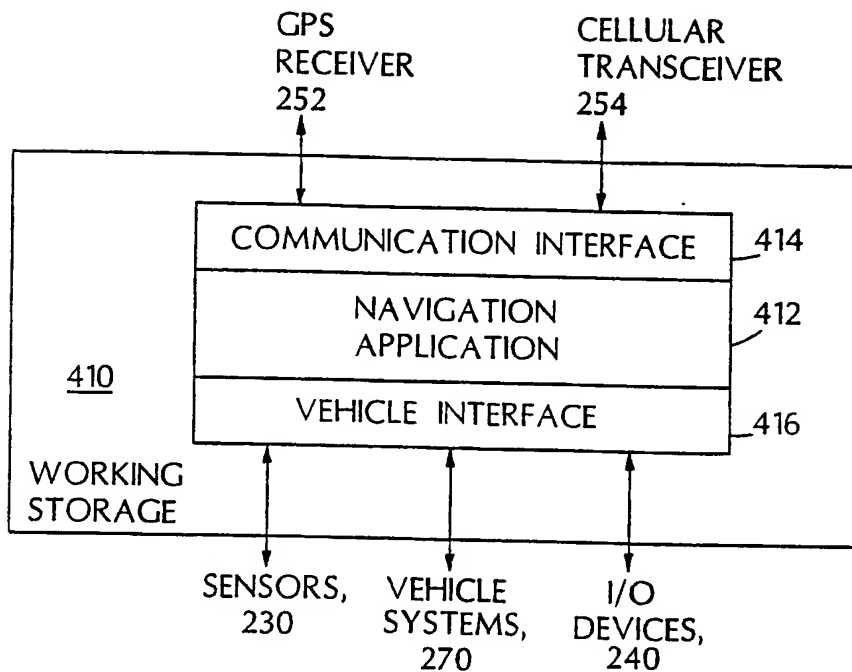 GPS
RECEIVER
252
CELLULAR
TRANSCEIVER
254
COMMUNICATION INTERFACE
414
NAVIGATION
APPLICATION
412
410
VEHICLE INTERFACE
416
WORKING
STORAGE
SENSORS,
230
VEHICLE
SYSTEMS,
270
I/O
DEVICES,
240